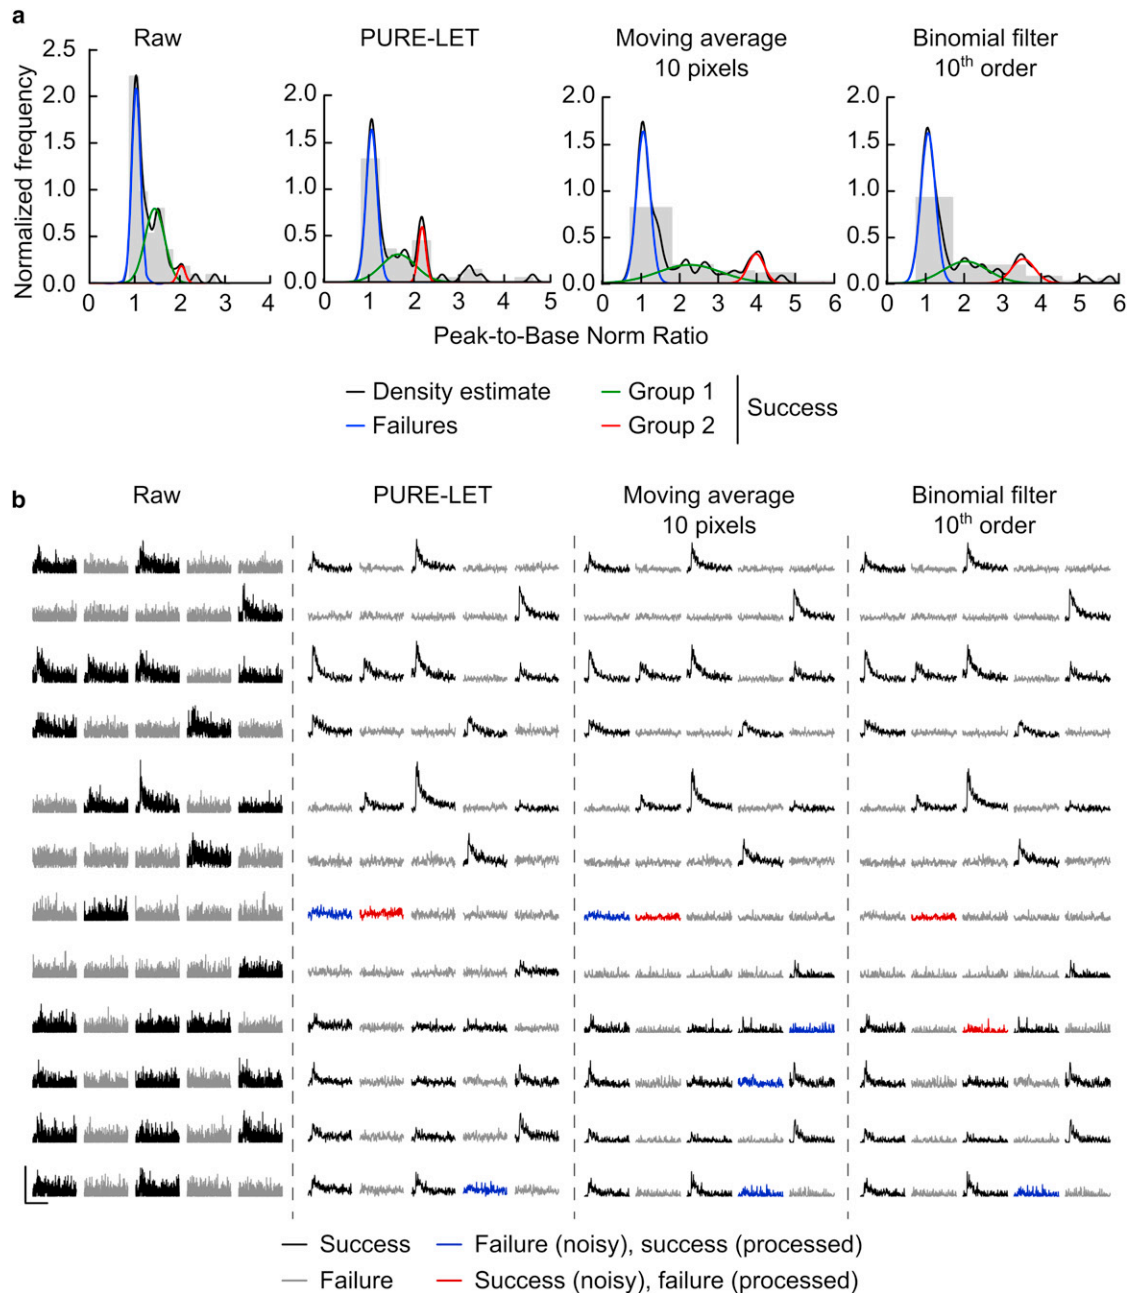 a
Raw
PURE-LET
Moving average
10 pixels
Binomial filter
10th order
Normalized frequency
2.5
2.0
1.5
1.0
0.5
0.0
0 1 2 3 4
2.0
1.5
1.0
0.5
0.0
0 1 2 3 4 5
2.0
1.5
1.0
0.5
0.0
0 1 2 3 4 5 6
2.0
1.5
1.0
0.5
0.0
0 1 2 3 4 5 6
Peak-to-Base Norm Ratio
Density estimate
Failures
Group 1
Group 2
Success
b
Raw
PURE-LET
Moving average
10 pixels
Binomial filter
10th order
Success
Failure
Failure (noisy), success (processed)
Success (noisy), failure (processed)